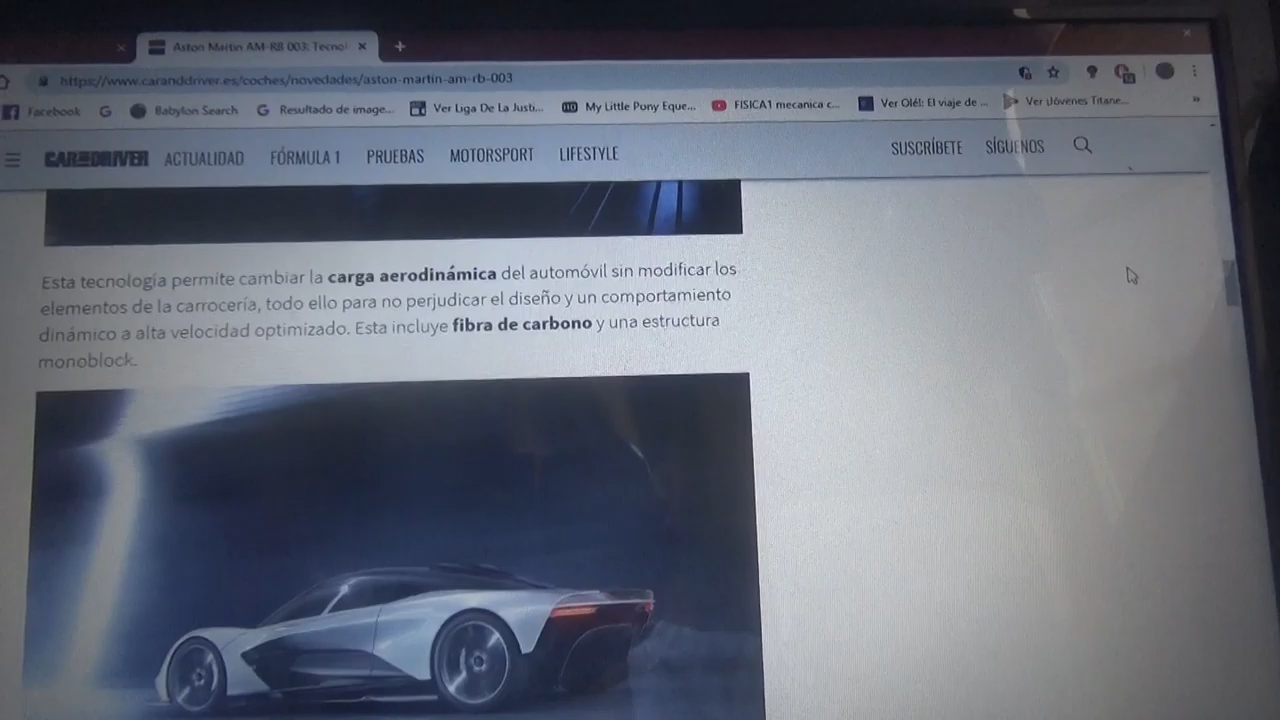 Aston Martin AM-RB 003: Tecnol
https://www.caranddriver.es/coches/novedades/aston-martin-am-rb-003
Facebook
G
Babylon Search
G Resultado de image...
Ver Liga De La Justi...
HD My Little Pony Eque...
FISICA1 mecanica c...
Ver Olé!: El viaje de ...
Ver Jóvenes Titane...
CAR AND DRIVER ACTUALIDAD FÓRMULA 1 PRUEBAS MOTORSPORT LIFESTYLE SUSCRÍBETE SÍGUENOS
Esta tecnología permite cambiar la carga aerodinámica del automóvil sin modificar los
elementos de la carrocería, todo ello para no perjudicar el diseño y un comportamiento
dinámico a alta velocidad optimizado. Esta incluye fibra de carbono y una estructura
monoblock.